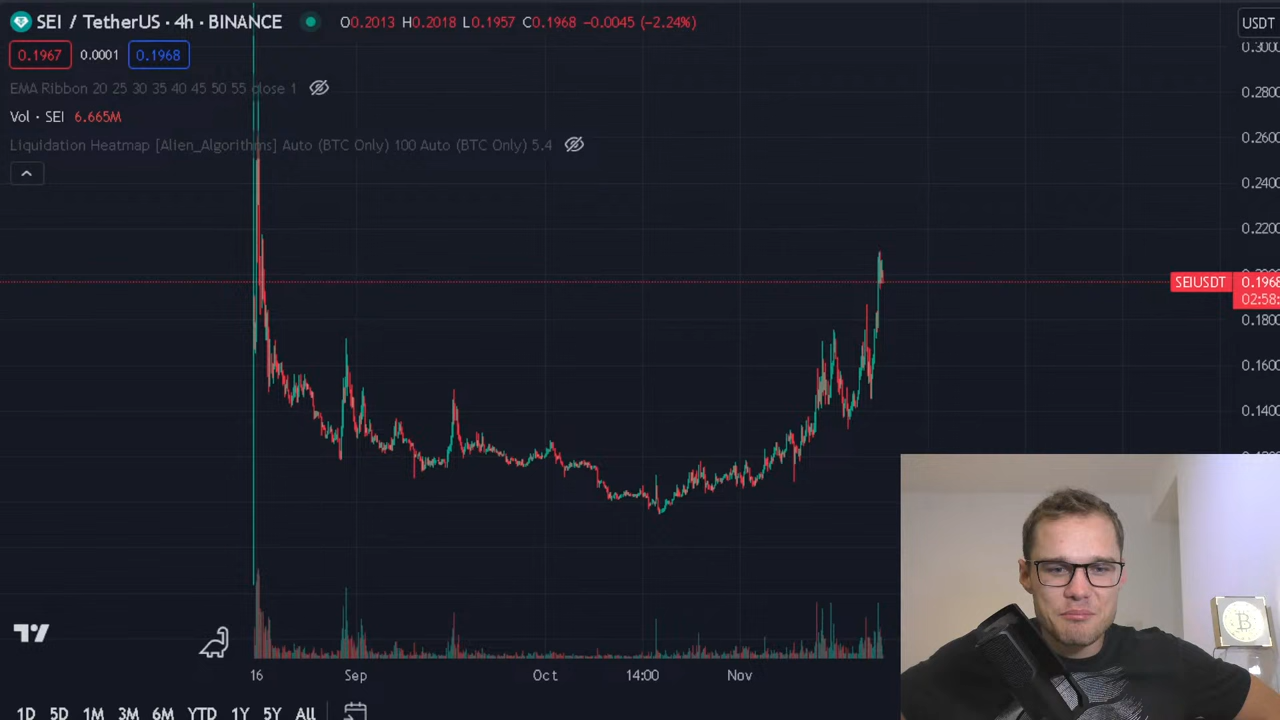 SEI / TetherUS · 4h · BINANCE O0.2013 H0.2018 L0.1957 C0.1968 −0.0045 (−2.24%) USDT
0.3000
0.1967 0.0001 0.1968
EMA Ribbon 20 25 30 35 40 45 50 55 close 1
0.2800
Vol · SEI 6.665M
0.2600
Liquidation Heatmap [Alien_Algorithms] Auto (BTC Only) 100 Auto (BTC Only) 5.4
0.2400
0.2200
SEIUSDT 0.1968
02:58:
0.1800
0.1600
0.1400
16 Sep Oct 14:00 Nov
1D 5D 1M 3M 6M YTD 1Y 5Y All